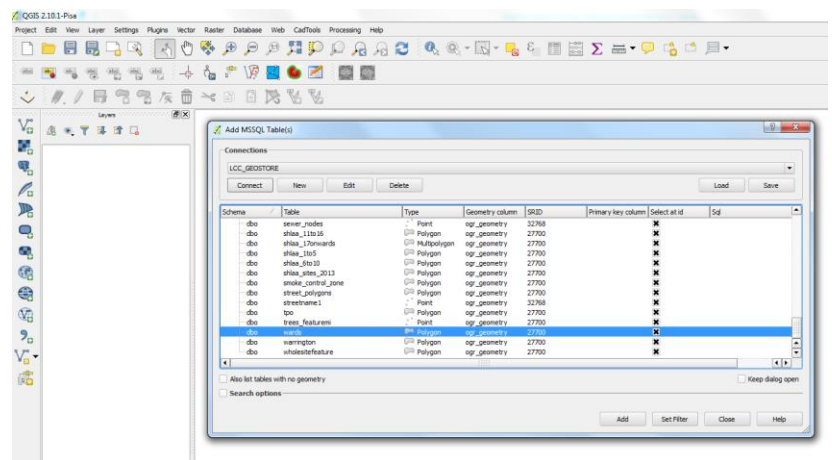 QGIS 2.10.1-Pisa
Project Edit View Layer Settings Plugins Vector Raster Database Web CadTools Processing Help
Layers
Add MSSQL Table(s)
Connections
LCC_GEOSTORE
Connect New Edit Delete Load Save
Schema Table Type Geometry column SRID Primary key column Select at id Sql
dbo sewer_nodes Point ogr_geometry 32768
dbo shlaa_11to16 Polygon ogr_geometry 27700
dbo shlaa_17onwards Multipolygon ogr_geometry 27700
dbo shlaa_1to5 Polygon ogr_geometry 27700
dbo shlaa_6to10 Polygon ogr_geometry 27700
dbo shlaa_sites_2013 Polygon ogr_geometry 27700
dbo smoke_control_zone Polygon ogr_geometry 27700
dbo street_polygons Polygon ogr_geometry 27700
dbo streetname1 Point ogr_geometry 32768
dbo tpo Polygon ogr_geometry 27700
dbo trees_featuremi Point ogr_geometry 27700
dbo wards Polygon ogr_geometry 27700
dbo warrington Polygon ogr_geometry 27700
dbo wholesitefeature Polygon ogr_geometry 27700
Also list tables with no geometry Keep dialog open
Search options
Add Set Filter Close Help